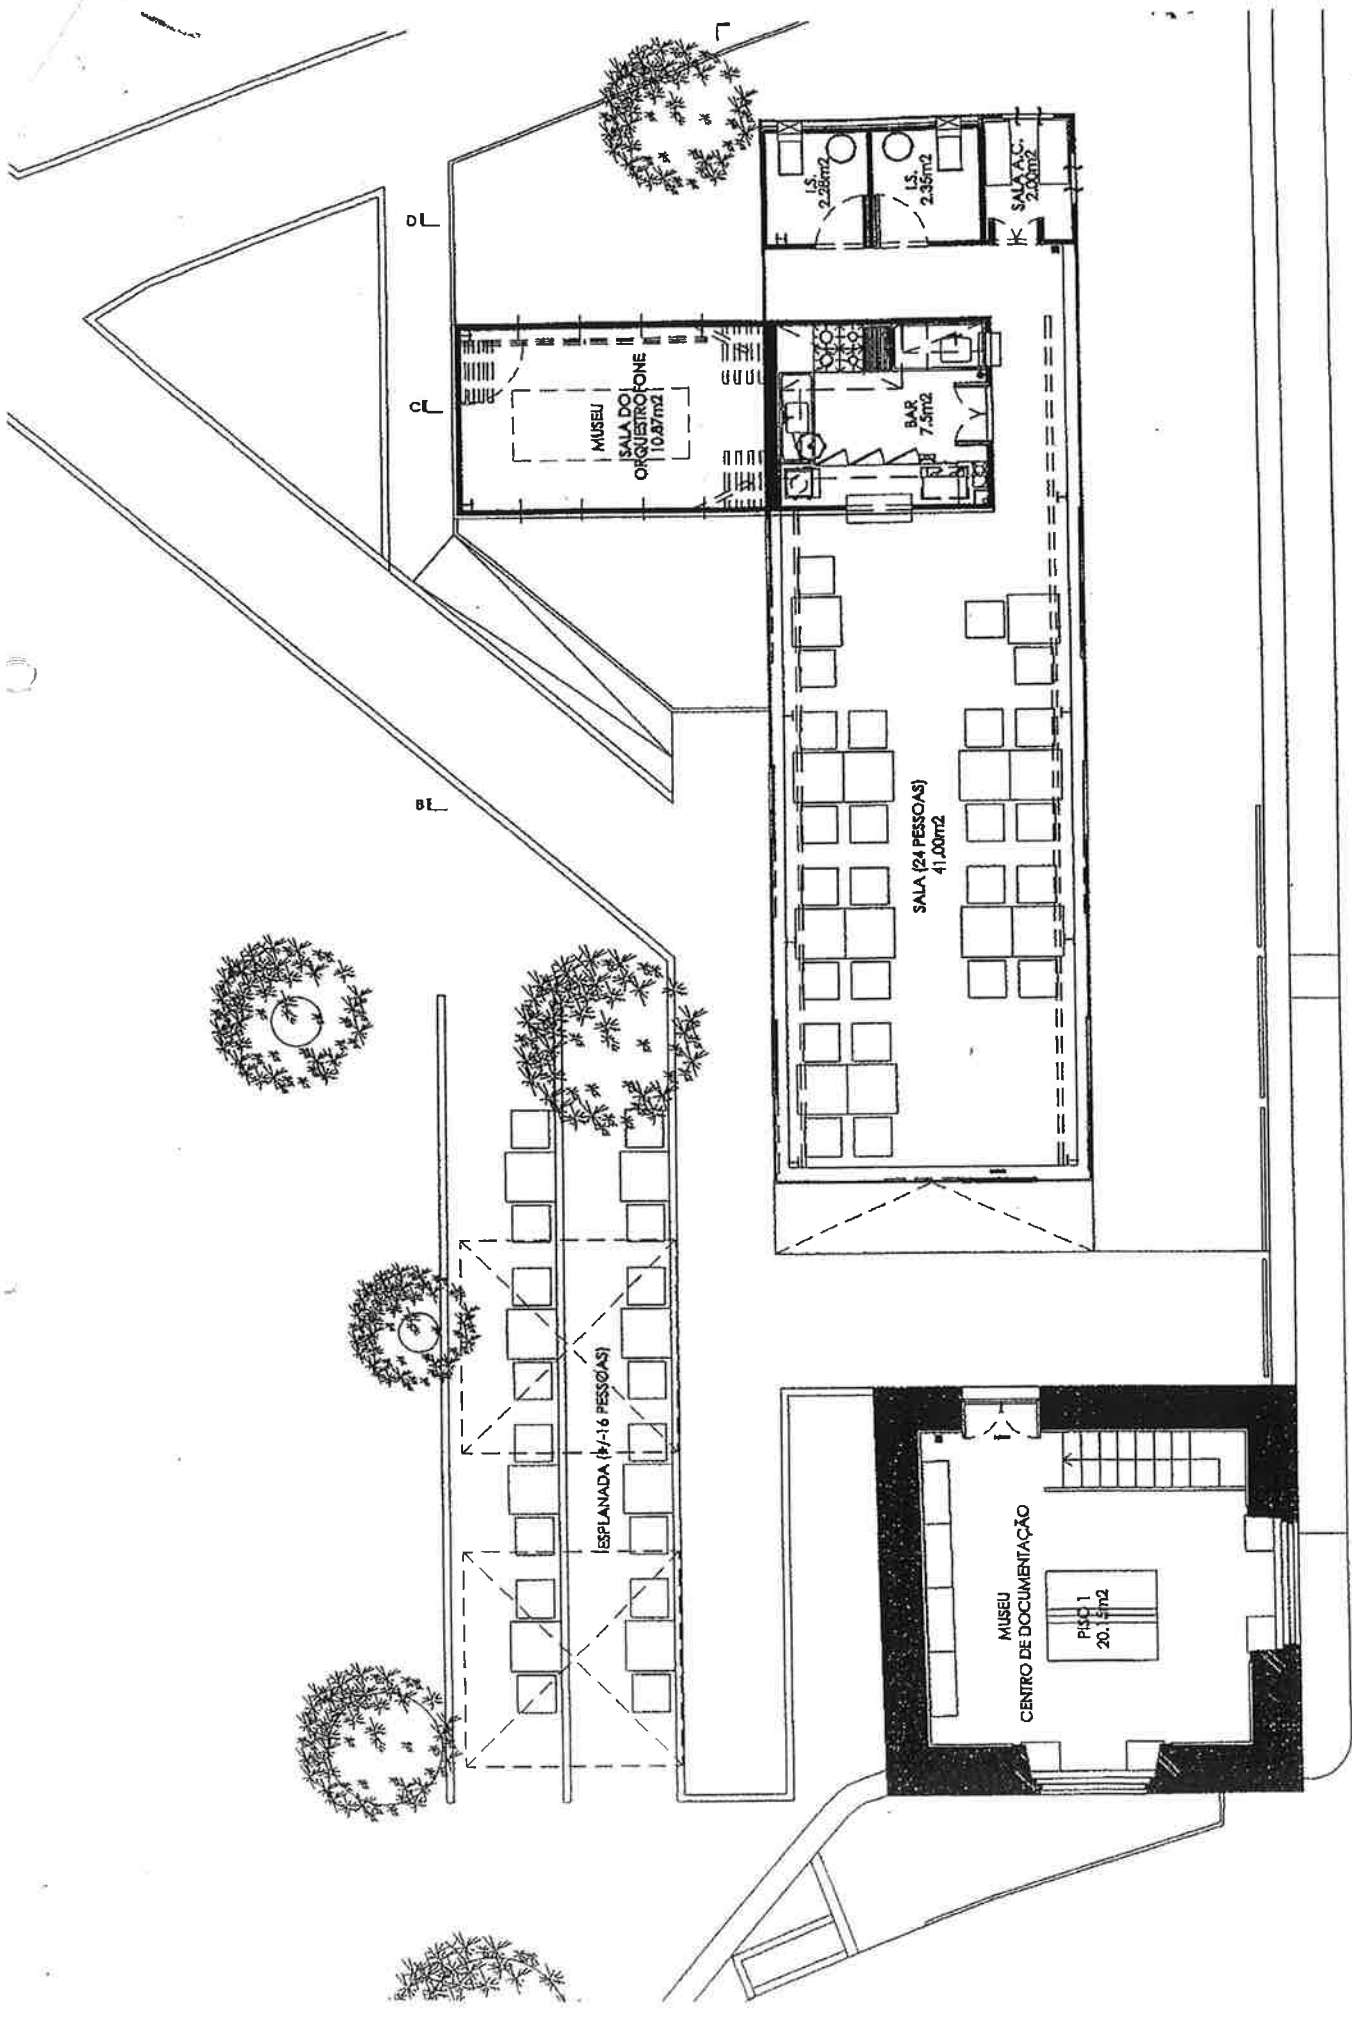 D
C
B
I.S.
2.28m2
I.S.
2.35m2
SALA A.C.
2.00m2
MUSEU
SALA DO
ORQUESTROFONE
10.87m2
BAR
7.5m2
SALA (24 PESSOAS)
41.00m2
ESPLANADA (+/-16 PESSOAS)
MUSEU
CENTRO DE DOCUMENTAÇÃO
PISO 1